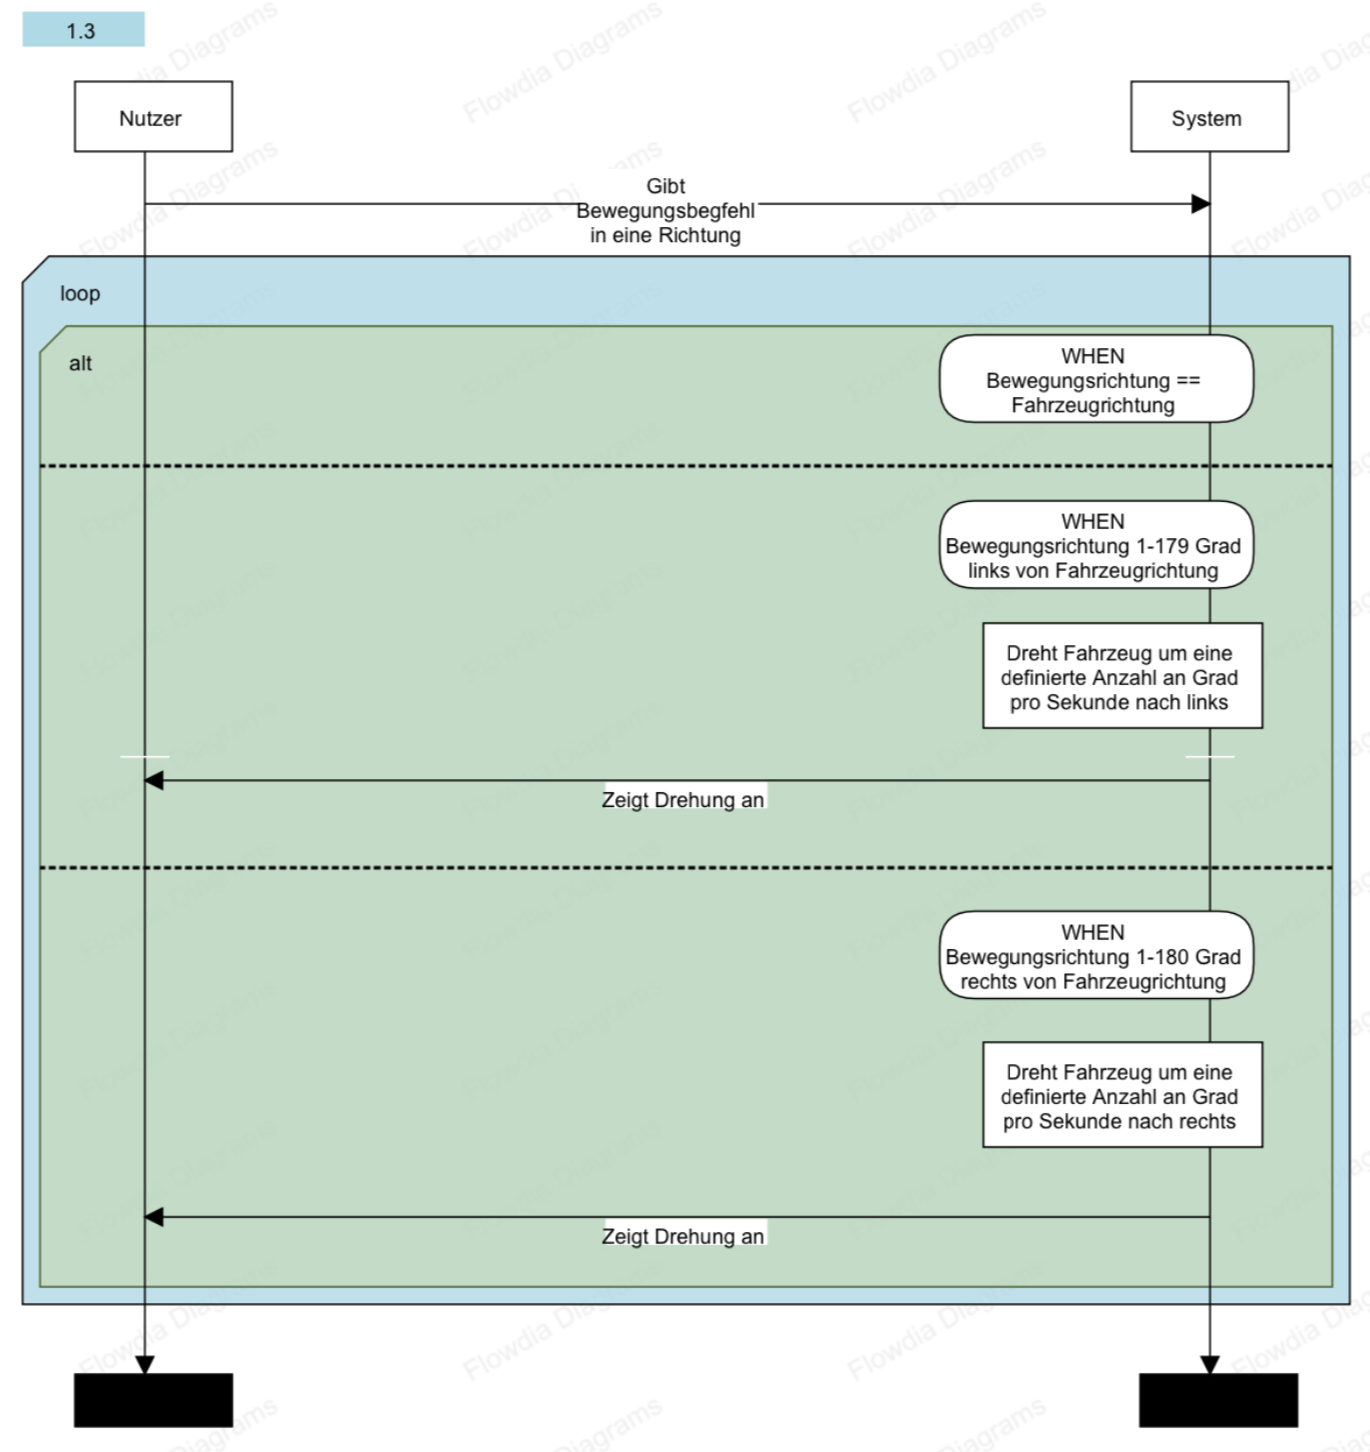 1.3
Nutzer
System
Gibt
Bewegungsbegfehl
in eine Richtung
loop
alt
WHEN
Bewegungsrichtung ==
Fahrzeugrichtung
WHEN
Bewegungsrichtung 1-179 Grad
links von Fahrzeugrichtung
Dreht Fahrzeug um eine
definierte Anzahl an Grad
pro Sekunde nach links
Zeigt Drehung an
WHEN
Bewegungsrichtung 1-180 Grad
rechts von Fahrzeugrichtung
Dreht Fahrzeug um eine
definierte Anzahl an Grad
pro Sekunde nach rechts
Zeigt Drehung an
Flowdia Diagrams